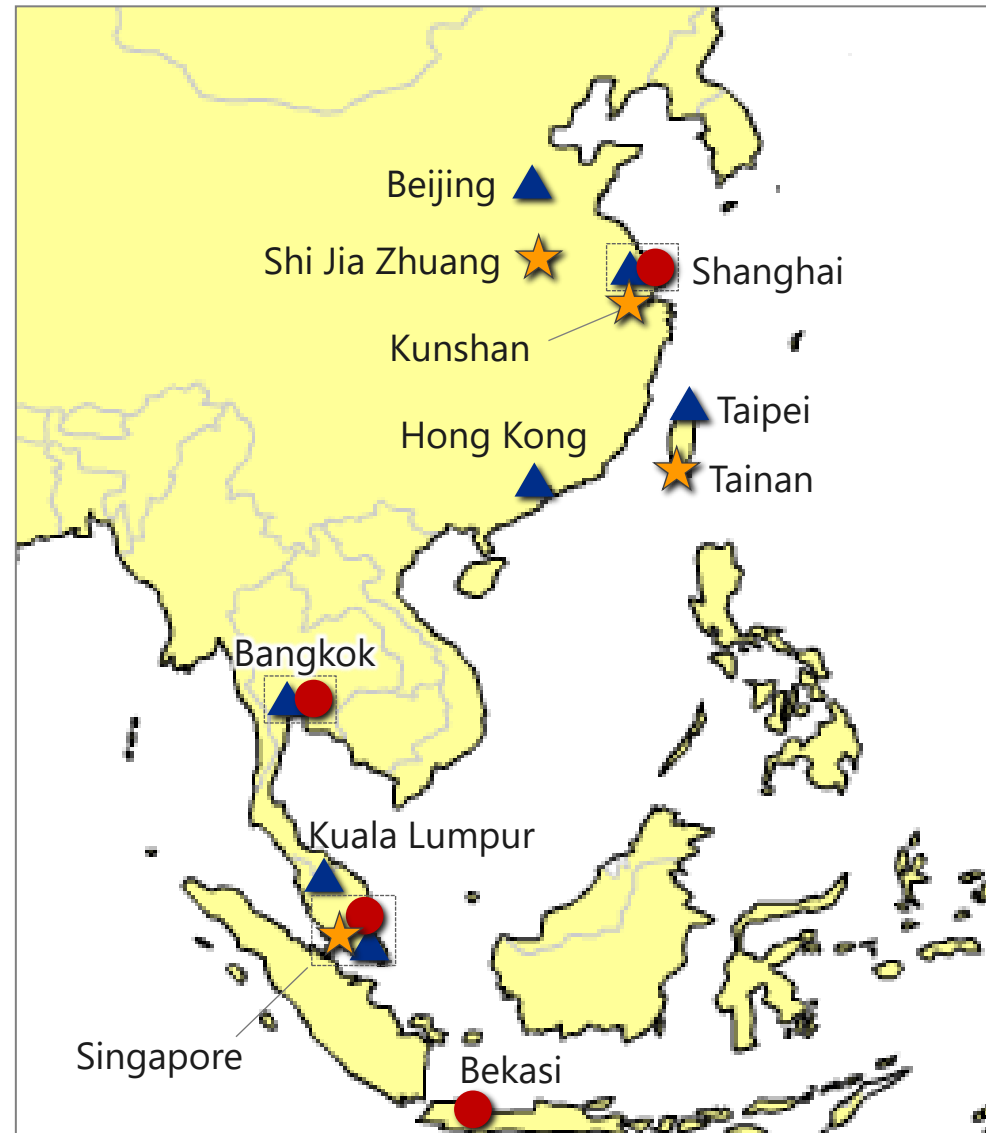 Beijing
Shi Jia Zhuang
Shanghai
Kunshan
Taipei
Hong Kong
Tainan
Bangkok
Kuala Lumpur
Singapore
Bekasi